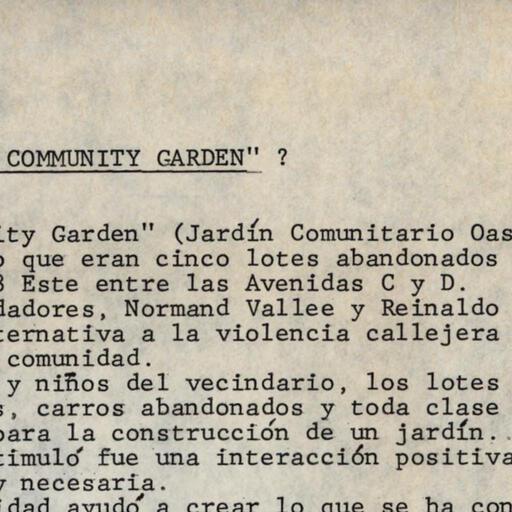 COMMUNITY GARDEN" ?
ity Garden" (Jardín Comunitario Oas
o que eran cinco lotes abandonados
8 Este entre las Avenidas C y D.
dadores, Normand Vallee y Reinaldo
ternativa a la violencia callejera
comunidad.
y niños del vecindario, los lotes
s, carros abandonados y toda clase
para la construcción de un jardín.
timuló fue una interacción positiva
y necesaria.
idad ayudó a crear lo que se ha con